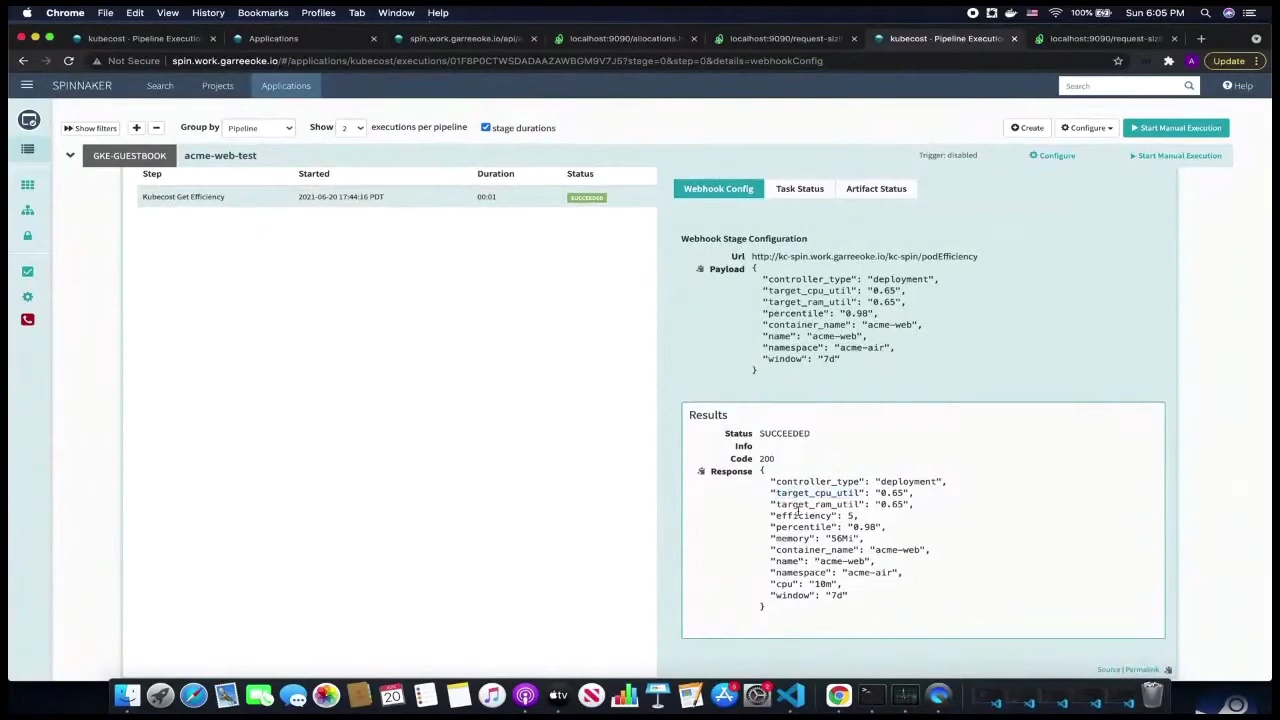 Chrome File Edit View History Bookmarks Profiles Tab Window Help 100% Sun 6:05 PM
kubecost - Pipeline Executio × Applications × spin.work.garreeoke.io/api/ × localhost:9090/allocations.h × localhost:9090/request-sizi × kubecost - Pipeline Execution × localhost:9090/request-sizi × +
Not Secure spin.work.garreeoke.io/#/applications/kubecost/executions/01F8P0CTWSDADAAZAWBGM9V7J5?stage=0&step=0&details=webhookConfig A Update
SPINNAKER Search Projects Applications Search Help
Show filters + − Group by Pipeline Show 2 executions per pipeline stage durations Create Configure Start Manual Execution
GKE-GUESTBOOK acme-web-test Trigger: disabled Configure Start Manual Execution
Step Started Duration Status
Kubecost Get Efficiency 2021-06-20 17:44:16 PDT 00:01 SUCCEEDED
Webhook Config Task Status Artifact Status
Webhook Stage Configuration
Url http://kc-spin.work.garreeoke.io/kc-spin/podEfficiency
Payload {
"controller_type": "deployment",
"target_cpu_util": "0.65",
"target_ram_util": "0.65",
"percentile": "0.98",
"container_name": "acme-web",
"name": "acme-web",
"namespace": "acme-air",
"window": "7d"
}
Results
Status SUCCEEDED
Info
Code 200
Response {
"controller_type": "deployment",
"target_cpu_util": "0.65",
"target_ram_util": "0.65",
"efficiency": 5,
"percentile": "0.98",
"memory": "56Mi",
"container_name": "acme-web",
"name": "acme-web",
"namespace": "acme-air",
"cpu": "10m",
"window": "7d"
}
Source | Permalink
20 tv